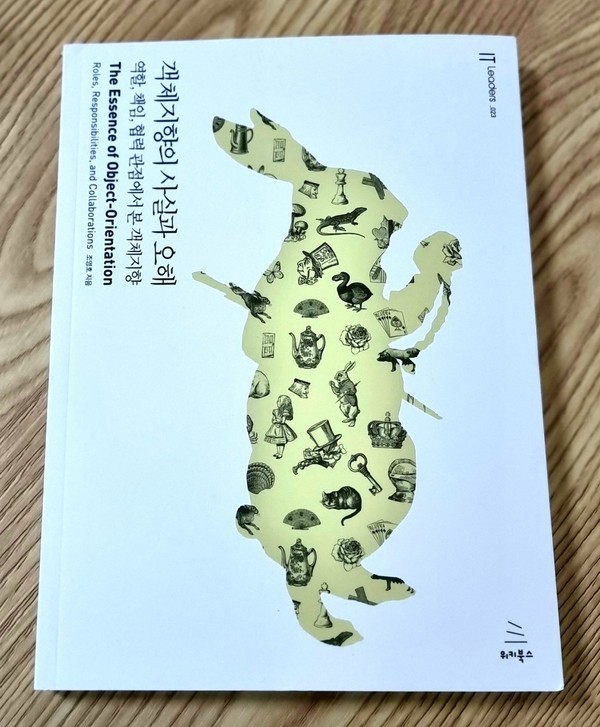 IT Leaders .023
객체지향의 사실과 오해
역할, 책임, 협력 관점에서 본 객체지향
The Essence of Object-Orientation
Roles, Responsibilities, and Collaborations 조영호 지음
위키북스